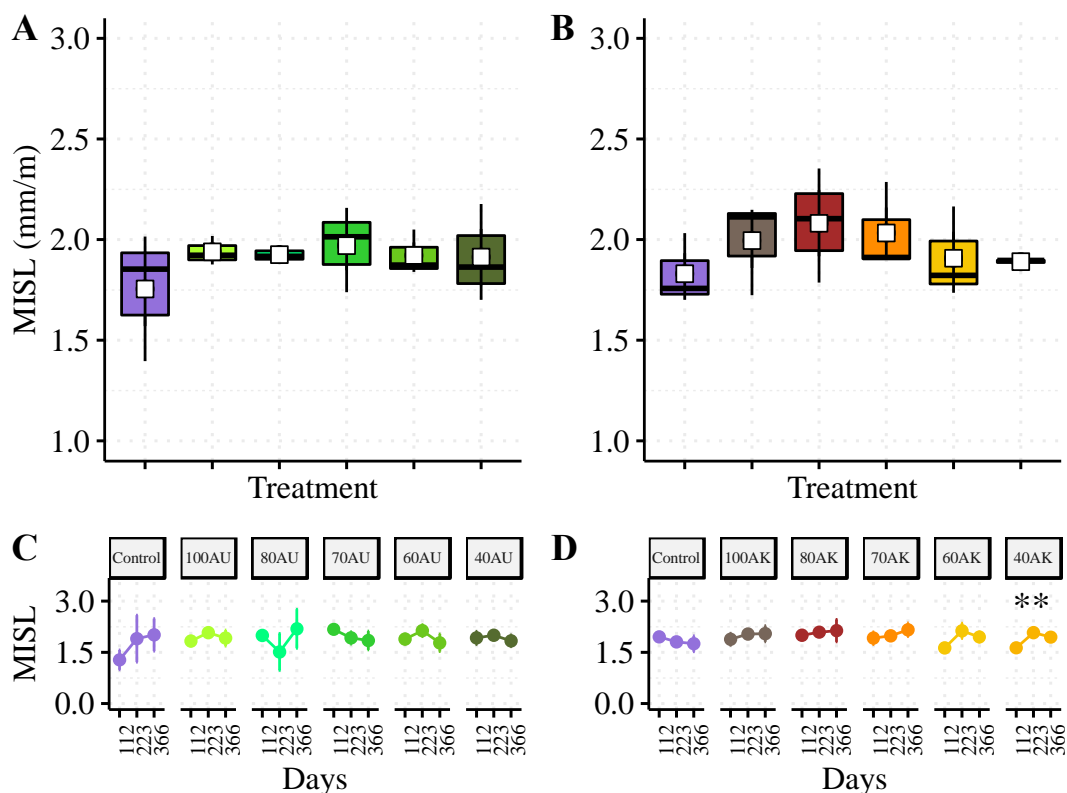 A
B
3.0
2.5
2.0
1.5
1.0
MISL (mm/m)
Treatment
3.0
2.5
2.0
1.5
1.0
Treatment
C
Control
100AU
80AU
70AU
60AU
40AU
3.0
1.5
0.0
MISL
112
223
366
112
223
366
112
223
366
112
223
366
112
223
366
112
223
366
Days
D
Control
100AK
80AK
70AK
60AK
40AK
**
3.0
1.5
0.0
112
223
366
112
223
366
112
223
366
112
223
366
112
223
366
112
223
366
Days